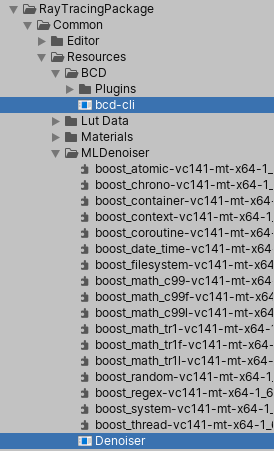 RayTracingPackage
Common
Editor
Resources
BCD
Plugins
bcd-cli
Lut Data
Materials
MLDenoiser
boost_atomic-vc141-mt-x64-1_
boost_chrono-vc141-mt-x64-1_
boost_container-vc141-mt-x64-
boost_context-vc141-mt-x64-1
boost_coroutine-vc141-mt-x64-
boost_date_time-vc141-mt-x64
boost_filesystem-vc141-mt-x64
boost_math_c99-vc141-mt-x64
boost_math_c99f-vc141-mt-x6
boost_math_c99l-vc141-mt-x64
boost_math_tr1-vc141-mt-x64-
boost_math_tr1f-vc141-mt-x64
boost_math_tr1l-vc141-mt-x64
boost_random-vc141-mt-x64-1
boost_regex-vc141-mt-x64-1_6
boost_system-vc141-mt-x64-1
boost_thread-vc141-mt-x64-1_
Denoiser